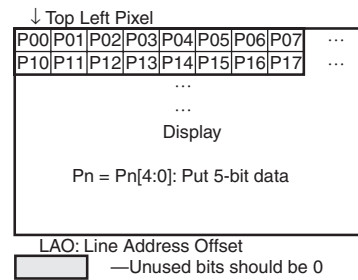 ↓ Top Left Pixel
P00 P01 P02 P03 P04 P05 P06 P07 ...
P10 P11 P12 P13 P14 P15 P16 P17 ...
...
...
Display
Pn = Pn[4:0]: Put 5-bit data
LAO: Line Address Offset
—Unused bits should be 0